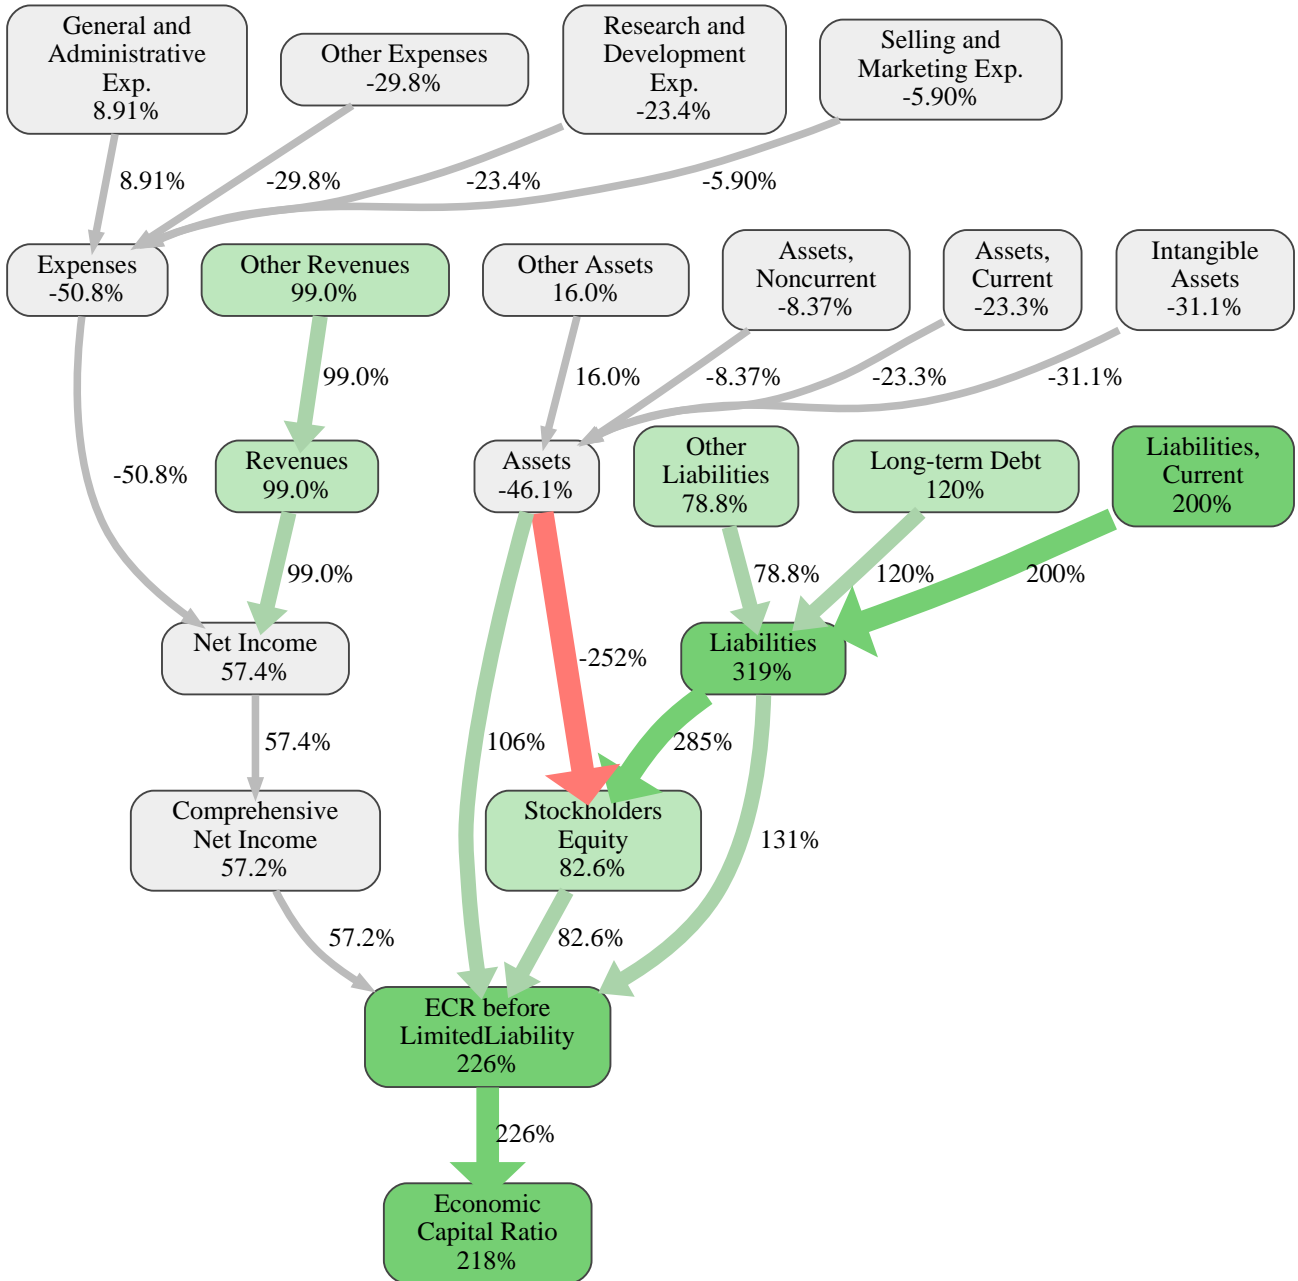 General and
Administrative
Exp.
8.91%
Other Expenses
-29.8%
Research and
Development
Exp.
-23.4%
Selling and
Marketing Exp.
-5.90%
8.91%
-29.8%
-23.4%
-5.90%
Expenses
-50.8%
Other Revenues
99.0%
Other Assets
16.0%
Assets,
Noncurrent
-8.37%
Assets,
Current
-23.3%
Intangible
Assets
-31.1%
99.0%
16.0%
-8.37%
-23.3%
-31.1%
-50.8%
Revenues
99.0%
Assets
-46.1%
Other
Liabilities
78.8%
Long-term Debt
120%
Liabilities,
Current
200%
99.0%
78.8%
120%
200%
Net Income
57.4%
-252%
Liabilities
319%
57.4%
106%
285%
Comprehensive
Net Income
57.2%
Stockholders
Equity
82.6%
131%
57.2%
82.6%
ECR before
LimitedLiability
226%
226%
Economic
Capital Ratio
218%